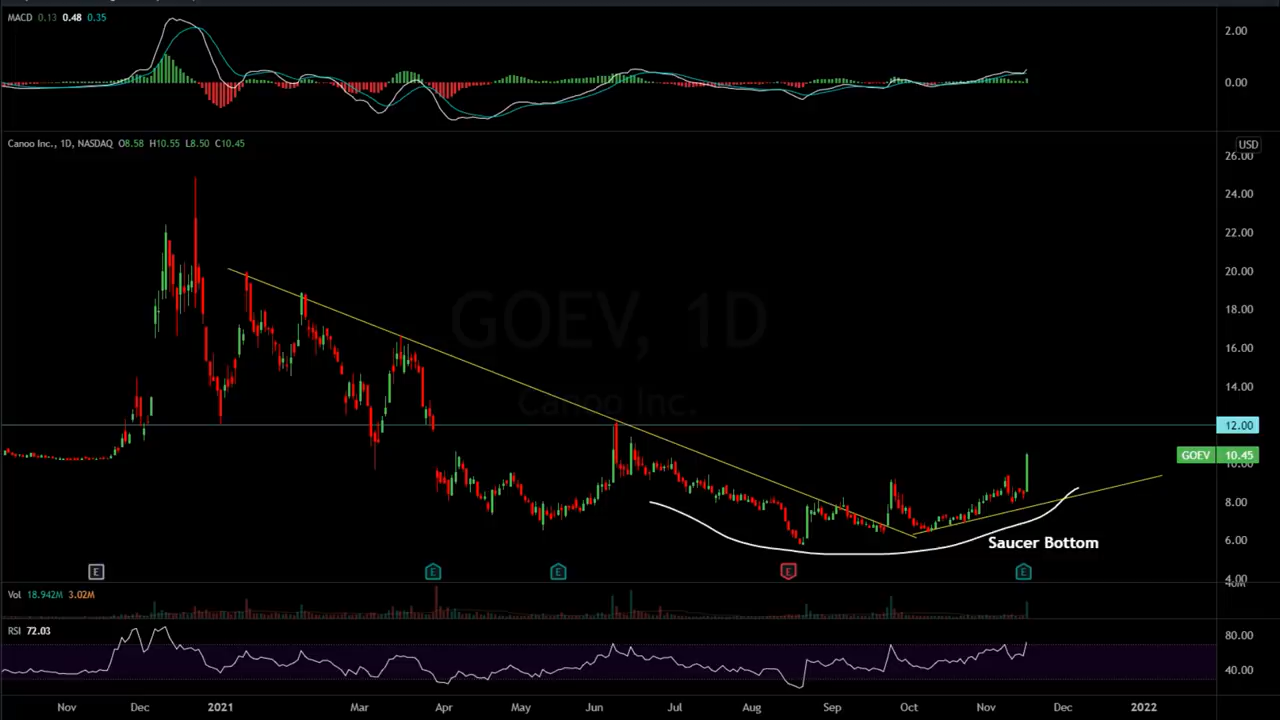 MACD 0.13 0.48 0.35
2.00
0.00
Canoo Inc., 1D, NASDAQ O8.58 H10.55 L8.50 C10.45
USD
26.00
24.00
22.00
20.00
GOEV, 1D
18.00
16.00
14.00
Canoo Inc.
12.00
GOEV 10.45
10.00
8.00
Saucer Bottom
6.00
E E E E E
4.00
40M
Vol 18.942M 3.02M
RSI 72.03
80.00
40.00
Nov Dec 2021 Mar Apr May Jun Jul Aug Sep Oct Nov Dec 2022